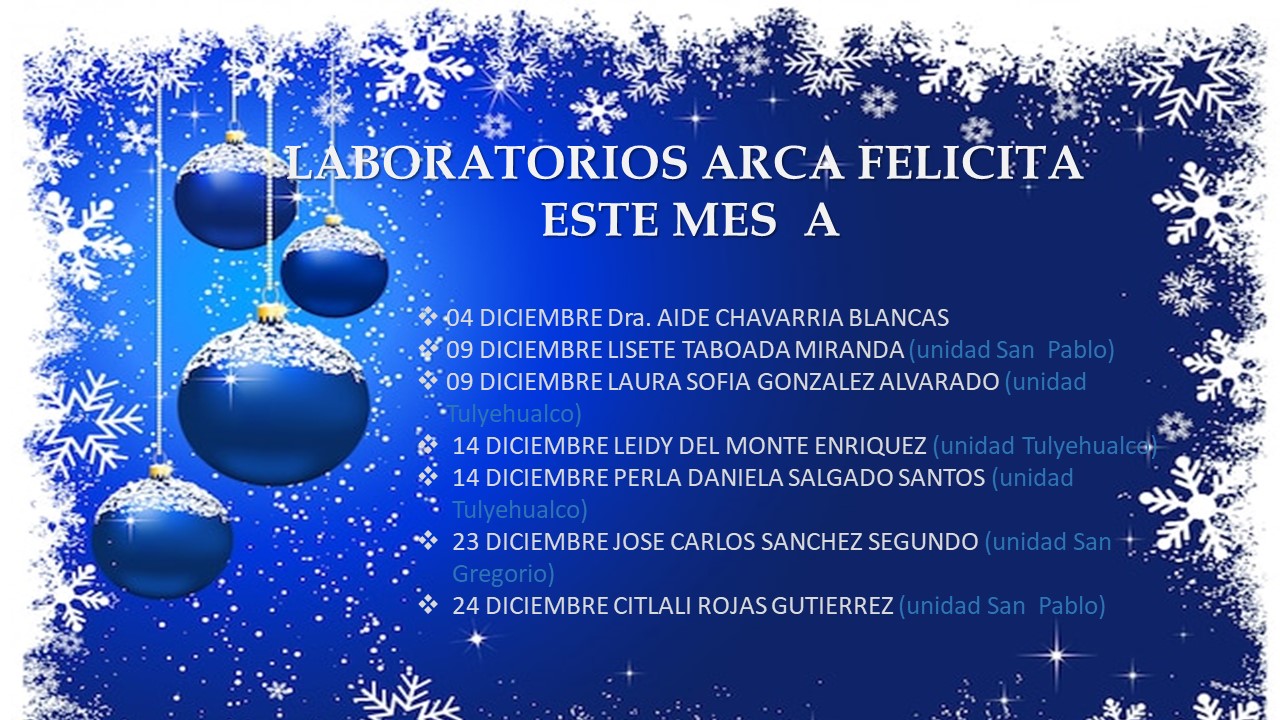 LABORATORIOS ARCA FELICITA
ESTE MES  A
❖ 04 DICIEMBRE Dra. AIDE CHAVARRIA BLANCAS
❖ 09 DICIEMBRE LISETE TABOADA MIRANDA (unidad San  Pablo)
❖ 09 DICIEMBRE LAURA SOFIA GONZALEZ ALVARADO (unidad
Tulyehualco)
❖ 14 DICIEMBRE LEIDY DEL MONTE ENRIQUEZ (unidad Tulyehualco)
❖ 14 DICIEMBRE PERLA DANIELA SALGADO SANTOS (unidad
Tulyehualco)
❖ 23 DICIEMBRE JOSE CARLOS SANCHEZ SEGUNDO (unidad San
Gregorio)
❖ 24 DICIEMBRE CITLALI ROJAS GUTIERREZ (unidad San  Pablo)